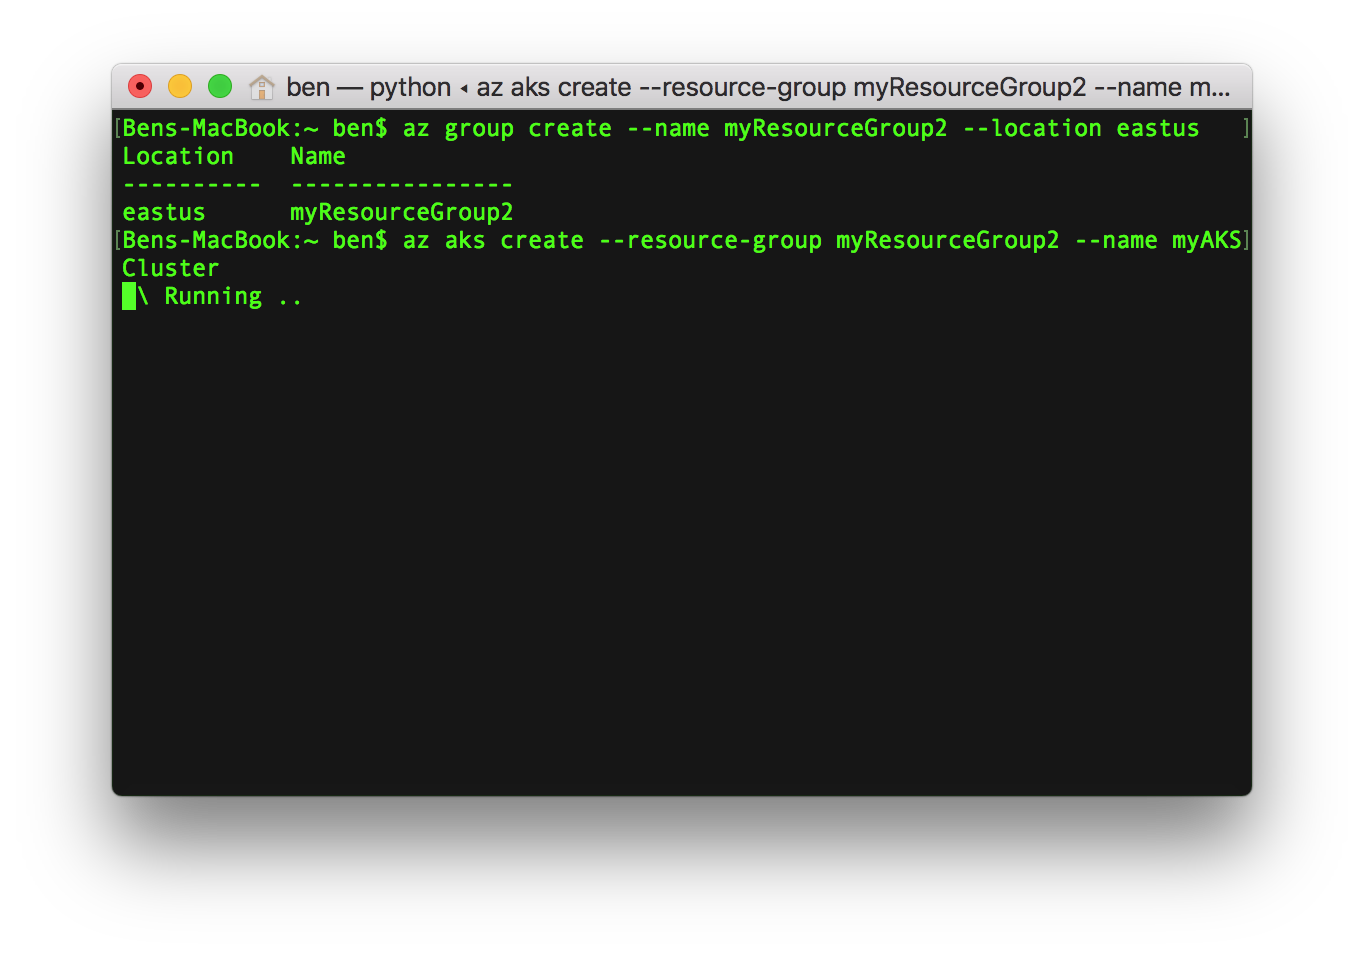 ben — python ◂ az aks create --resource-group myResourceGroup2 --name m...
[Bens-MacBook:~ ben$ az group create --name myResourceGroup2 --location eastus ]
Location    Name
----------  ----------------
eastus      myResourceGroup2
[Bens-MacBook:~ ben$ az aks create --resource-group myResourceGroup2 --name myAKS]
Cluster
\ Running ..